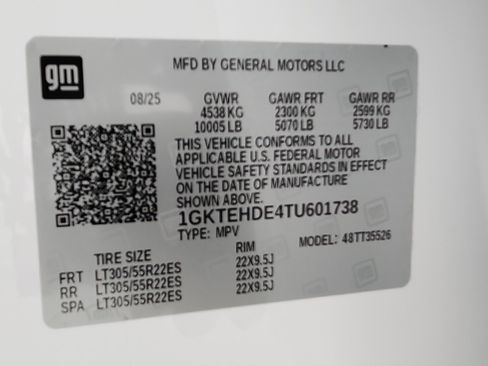 gm
MFD BY GENERAL MOTORS LLC
08/25 GVWR GAWR FRT GAWR RR
4538 KG 2300 KG 2599 KG
10005 LB 5070 LB 5730 LB
THIS VEHICLE CONFORMS TO ALL
APPLICABLE U.S. FEDERAL MOTOR
VEHICLE SAFETY STANDARDS IN EFFECT
ON THE DATE OF MANUFACTURE
SHOWN ABOVE.
1GKTEHDE4TU601738
TYPE: MPV MODEL: 48TT35526
TIRE SIZE RIM
FRT LT305/55R22ES 22X9.5J
RR LT305/55R22ES 22X9.5J
SPA LT305/55R22ES 22X9.5J